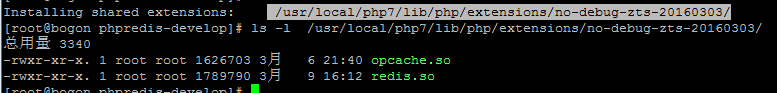 Installing shared extensions:     /usr/local/php7/lib/php/extensions/no-debug-zts-20160303/
[root@bogon phpredis-develop]# ls -l  /usr/local/php7/lib/php/extensions/no-debug-zts-20160303/
总用量 3340
-rwxr-xr-x. 1 root root 1626703 3月   6 21:40 opcache.so
-rwxr-xr-x. 1 root root 1789790 3月   9 16:12 redis.so
[root@bogon phpredis-develop]#